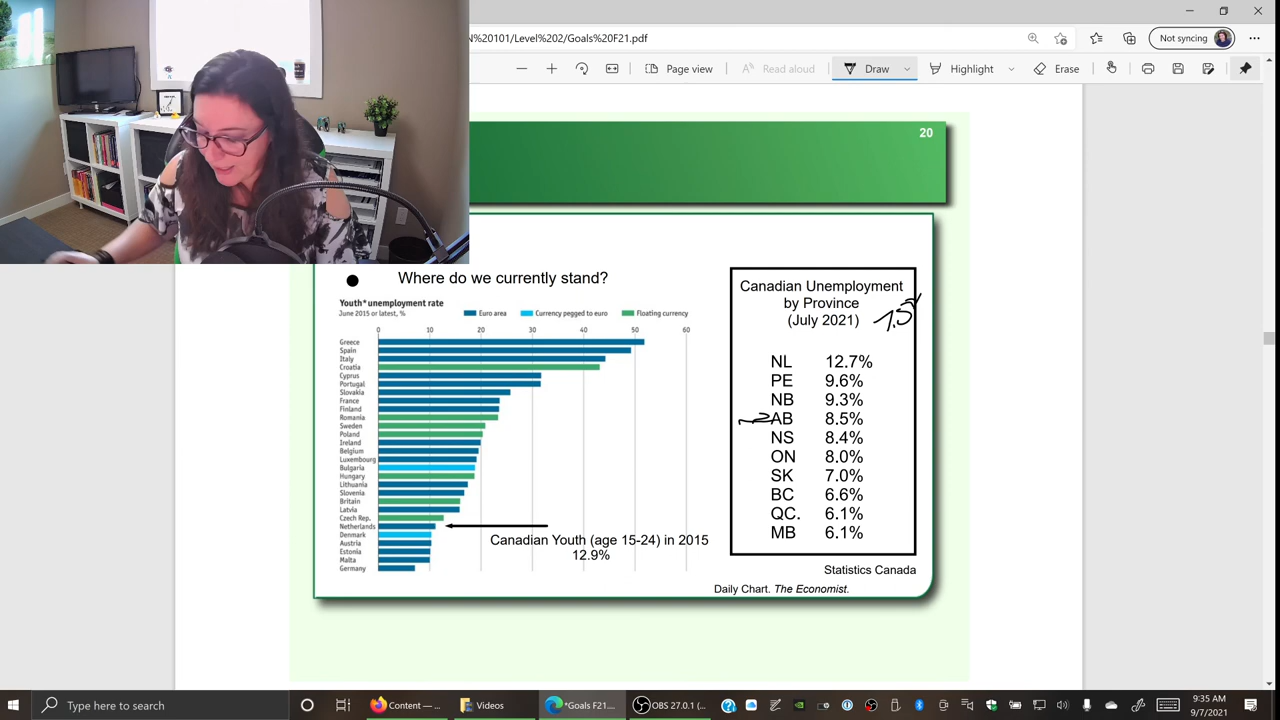 N%20101/Level%202/Goals%20F21.pdf
Not syncing
Page view
Read aloud
Draw
Highlight
Erase
20
Where do we currently stand?
Youth* unemployment rate
June 2015 or latest, %
Euro area
Currency pegged to euro
Floating currency
0 10 20 30 40 50 60
Greece
Spain
Italy
Croatia
Cyprus
Portugal
Slovakia
France
Finland
Romania
Sweden
Poland
Ireland
Belgium
Luxembourg
Bulgaria
Hungary
Lithuania
Slovenia
Britain
Latvia
Czech Rep.
Netherlands
Denmark
Austria
Estonia
Malta
Germany
Canadian Youth (age 15-24) in 2015
12.9%
Canadian Unemployment
by Province
(July 2021)
NL 12.7%
PE 9.6%
NB 9.3%
AB 8.5%
NS 8.4%
ON 8.0%
SK 7.0%
BC 6.6%
QC. 6.1%
MB 6.1%
Statistics Canada
Daily Chart. The Economist.
Type here to search
Content —...
Videos
*Goals F21....
OBS 27.0.1 (...
9:35 AM
9/7/2021